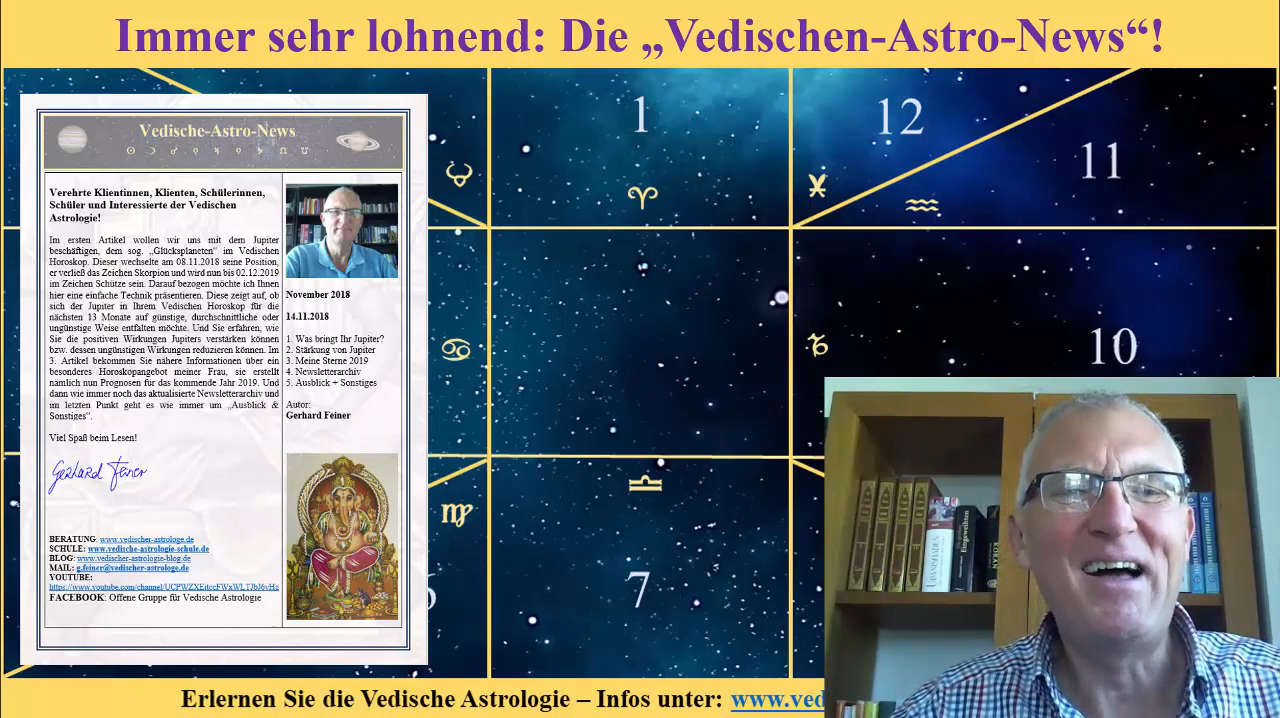 Immer sehr lohnend: Die „Vedischen-Astro-News“!
Vedische-Astro-News
Verehrte Klientinnen, Klienten, Schülerinnen,
Schüler und Interessierte der Vedischen
Astrologie!
Im ersten Artikel wollen wir uns mit dem Jupiter
beschäftigen, dem sog. „Glücksplaneten“ im Vedischen
Horoskop. Dieser wechselte am 08.11.2018 seine Position,
er verließ das Zeichen Skorpion und wird nun bis 02.12.2019
im Zeichen Schütze sein. Darauf bezogen möchte ich Ihnen
hier eine einfache Technik präsentieren. Diese zeigt auf, ob
sich der Jupiter in Ihrem Vedischen Horoskop für die
nächsten 13 Monate auf günstige, durchschnittliche oder
ungünstige Weise entfalten möchte. Und Sie erfahren, wie
Sie die positiven Wirkungen Jupiters verstärken können
bzw. dessen ungünstigen Wirkungen reduzieren können. Im
3. Artikel bekommen Sie nähere Informationen über ein
besonderes Horoskopangebot meiner Frau, sie erstellt
nämlich nun Prognosen für das kommende Jahr 2019. Und
dann wie immer noch das aktualisierte Newsletterarchiv und
im letzten Punkt geht es wie immer um „Ausblick &
Sonstiges“.
Viel Spaß beim Lesen!
Gerhard Feiner
BERATUNG: www.vedischer-astrologe.de
SCHULE: www.vedische-astrologie-schule.de
BLOG: www.vedischer-astrologie-blog.de
MAIL: g.feiner@vedischer-astrologe.de
YOUTUBE:
FACEBOOK: Offene Gruppe für Vedische Astrologie
November 2018
14.11.2018
1. Was bringt Ihr Jupiter?
2. Stärkung von Jupiter
3. Meine Sterne 2019
4. Newsletterarchiv
5. Ausblick + Sonstiges
Autor:
Gerhard Feiner
1
12
11
10
7
Eingeweihten
Erlernen Sie die Vedische Astrologie – Infos unter: www.ved